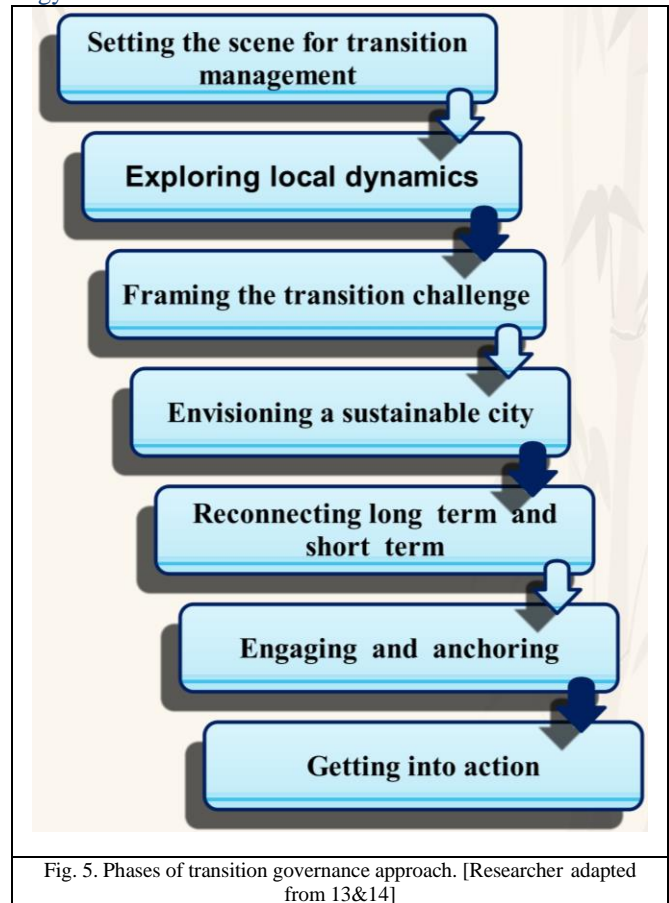 Setting the scene for transition
management
Exploring local dynamics
Framing the transition challenge
Envisioning a sustainable city
Reconnecting long term and
short term
Engaging and anchoring
Getting into action
Fig. 5. Phases of transition governance approach. [Researcher adapted
from 13&14]